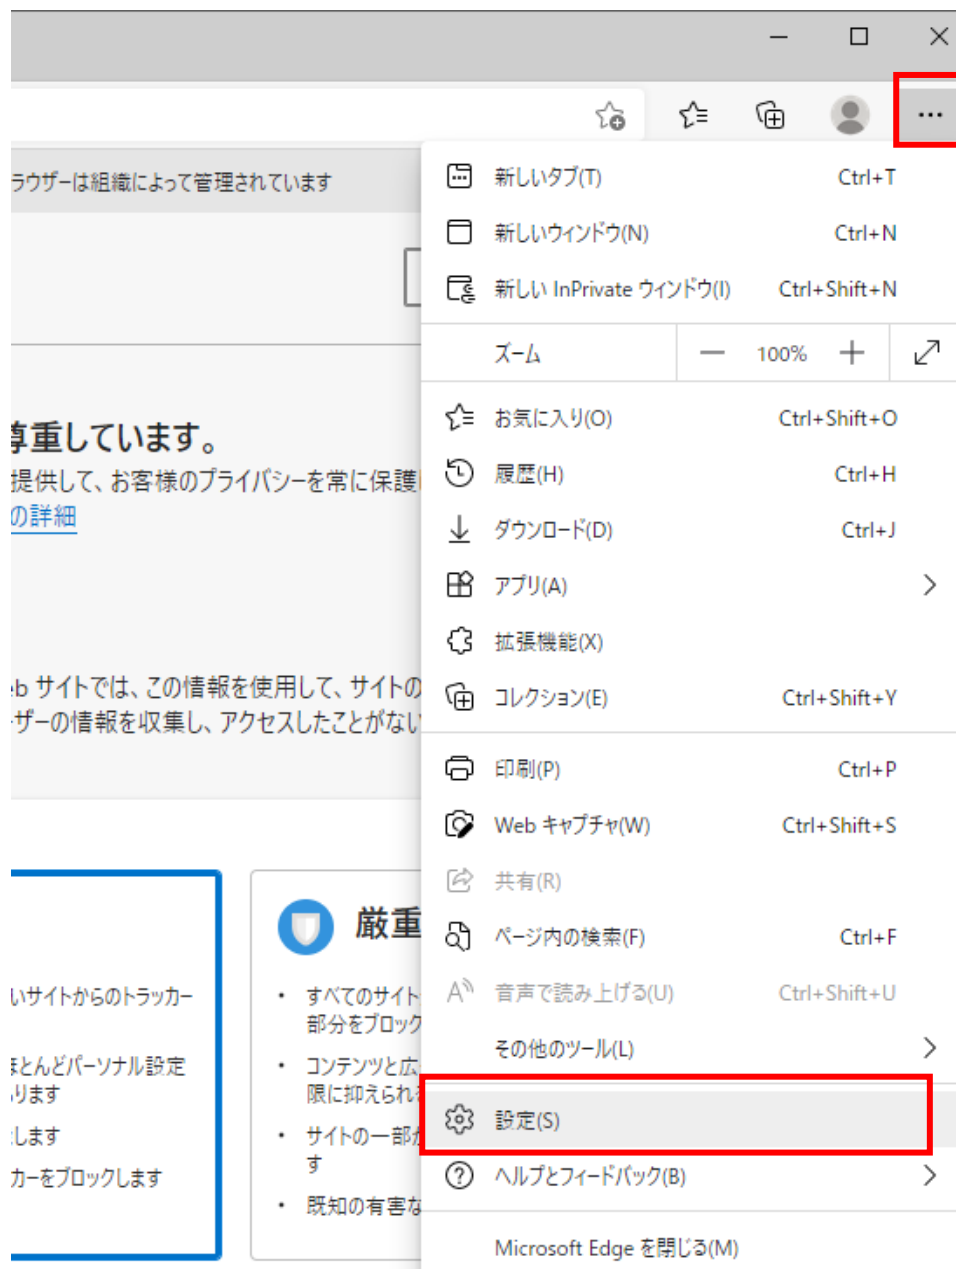 ラウザーは組織によって管理されています
尊重しています。
提供して、お客様のプライバシーを常に保護
の詳細
eb サイトでは、この情報を使用して、サイトの
ーザーの情報を収集し、アクセスしたことがない
いサイトからのトラッカー
ほとんどパーソナル設定
ります
します
カーをブロックします
厳重
• すべてのサイト
部分をブロック
• コンテンツと広
限に抑えられ
• サイトの一部が
す
• 既知の有害な
新しいタブ(T) Ctrl+T
新しいウィンドウ(N) Ctrl+N
新しい InPrivate ウィンドウ(I) Ctrl+Shift+N
ズーム 100%
お気に入り(O) Ctrl+Shift+O
履歴(H) Ctrl+H
ダウンロード(D) Ctrl+J
アプリ(A)
拡張機能(X)
コレクション(E) Ctrl+Shift+Y
印刷(P) Ctrl+P
Web キャプチャ(W) Ctrl+Shift+S
共有(R)
ページ内の検索(F) Ctrl+F
音声で読み上げる(U) Ctrl+Shift+U
その他のツール(L)
設定(S)
ヘルプとフィードバック(B)
Microsoft Edge を閉じる(M)